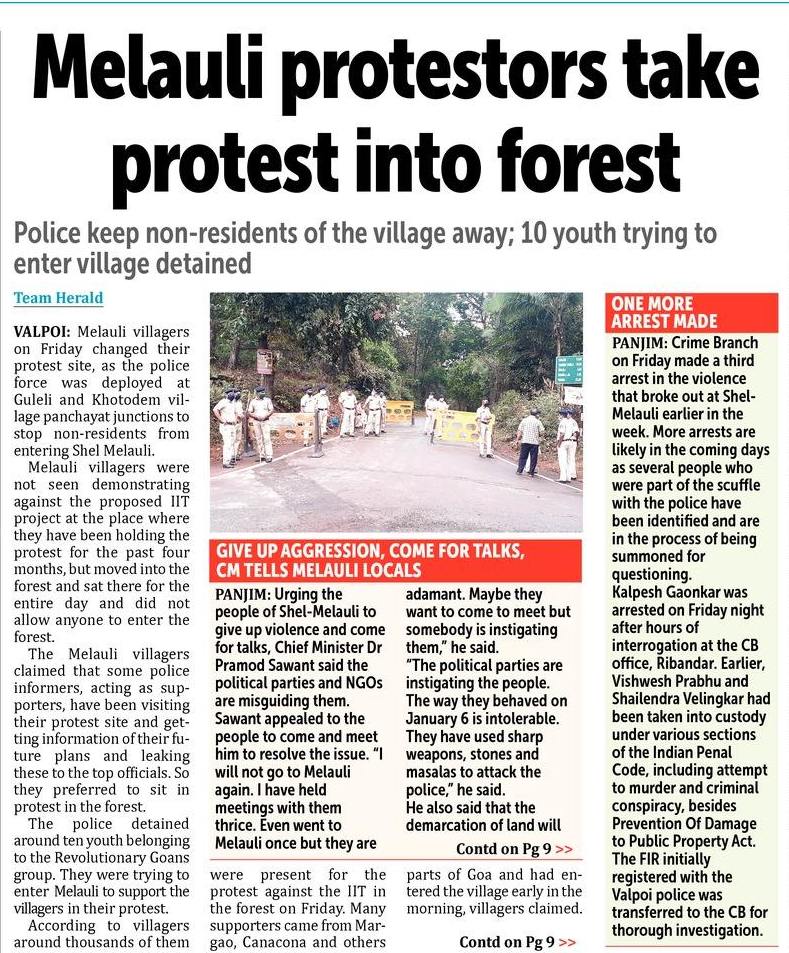 Melauli protestors take
protest into forest
Police keep non-residents of the village away; 10 youth trying to
enter village detained
Team Herald
VALPOI: Melauli villagers
on Friday changed their
protest site, as the police
force was deployed at
Guleli and Khotodem vil-
lage panchayat junctions to
stop non-residents from
entering Shel Melauli.
Melauli villagers were
not seen demonstrating
against the proposed IIT
project at the place where
they have been holding the
protest for the past four
months, but moved into the
forest and sat there for the
entire day and did not
allow anyone to enter the
forest.
The Melauli villagers
claimed that some police
informers, acting as sup-
porters, have been visiting
their protest site and get-
ting information of their fu-
ture plans and leaking
these to the top officials. So
they preferred to sit in
protest in the forest.
The police detained
around ten youth belonging
to the Revolutionary Goans
group. They were trying to
enter Melauli to support the
villagers in their protest.
According to villagers
around thousands of them
were present for the
protest against the IIT in
the forest on Friday. Many
supporters came from Mar-
gao, Canacona and others
parts of Goa and had en-
tered the village early in the
morning, villagers claimed.
Contd on Pg 9 >>
GIVE UP AGGRESSION, COME FOR TALKS,
CM TELLS MELAULI LOCALS
PANJIM: Urging the
people of Shel-Melauli to
give up violence and come
for talks, Chief Minister Dr
Pramod Sawant said the
political parties and NGOs
are misguiding them.
Sawant appealed to the
people to come and meet
him to resolve the issue. "I
will not go to Melauli
again. I have held
meetings with them
thrice. Even went to
Melauli once but they are
adamant. Maybe they
want to come to meet but
somebody is instigating
them," he said.
"The political parties are
instigating the people.
The way they behaved on
January 6 is intolerable.
They have used sharp
weapons, stones and
masalas to attack the
police," he said.
He also said that the
demarcation of land will
Contd on Pg 9 >>
ONE MORE
ARREST MADE
PANJIM: Crime Branch
on Friday made a third
arrest in the violence
that broke out at Shel-
Melauli earlier in the
week. More arrests are
likely in the coming days
as several people who
were part of the scuffle
with the police have
been identified and are
in the process of being
summoned for
questioning.
Kalpesh Gaonkar was
arrested on Friday night
after hours of
interrogation at the CB
office, Ribandar. Earlier,
Vishwesh Prabhu and
Shailendra Velingkar had
been taken into custody
under various sections
of the Indian Penal
Code, including attempt
to murder and criminal
conspiracy, besides
Prevention Of Damage
to Public Property Act.
The FIR initially
registered with the
Valpoi police was
transferred to the CB for
thorough investigation.